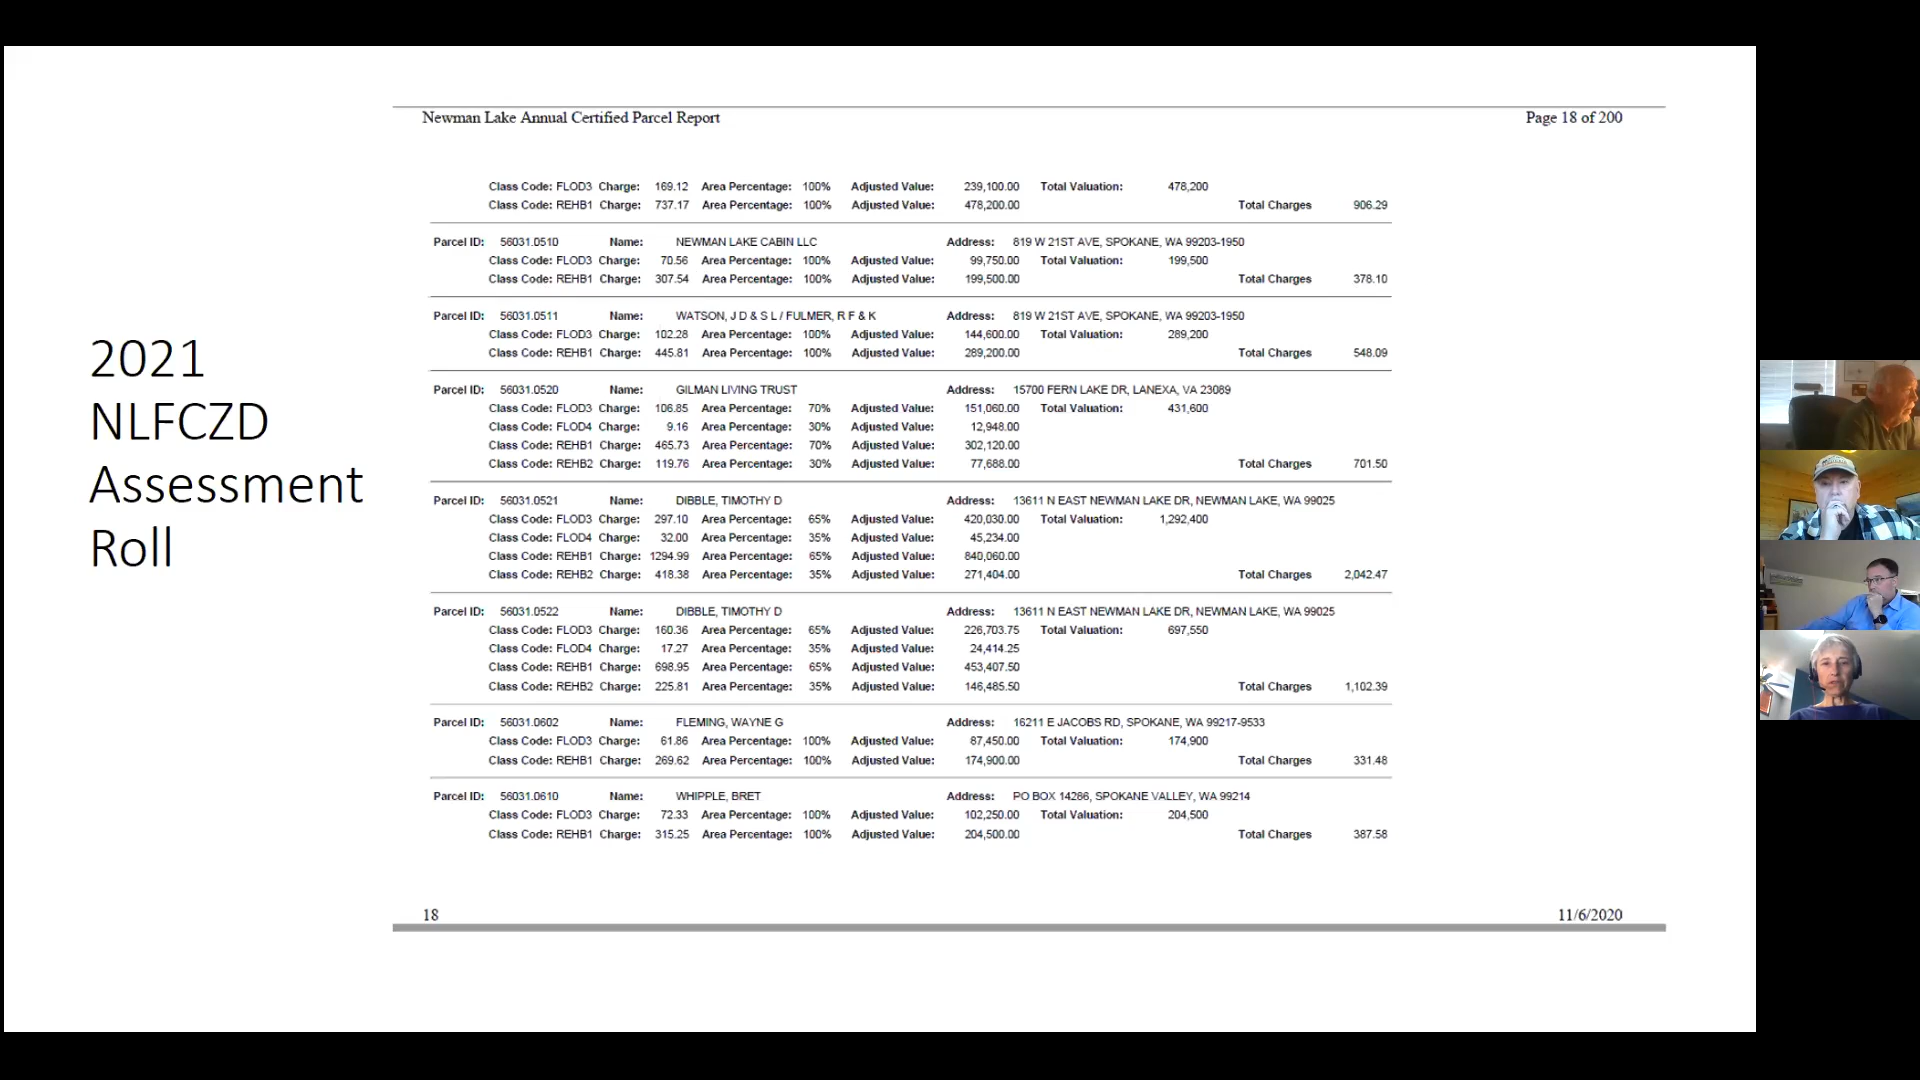 2021
NLFCZD
Assessment
Roll
Newman Lake Annual Certified Parcel Report Page 18 of 200
Class Code: FLOD3 Charge: 169.12 Area Percentage: 100% Adjusted Value: 239,100.00 Total Valuation: 478,200
Class Code: REHB1 Charge: 737.17 Area Percentage: 100% Adjusted Value: 478,200.00 Total Charges 906.29
Parcel ID: 56031.0510 Name: NEWMAN LAKE CABIN LLC Address: 819 W 21ST AVE, SPOKANE, WA 99203-1950
Class Code: FLOD3 Charge: 70.56 Area Percentage: 100% Adjusted Value: 99,750.00 Total Valuation: 199,500
Class Code: REHB1 Charge: 307.54 Area Percentage: 100% Adjusted Value: 199,500.00 Total Charges 378.10
Parcel ID: 56031.0511 Name: WATSON, J D & S L / FULMER, R F & K Address: 819 W 21ST AVE, SPOKANE, WA 99203-1950
Class Code: FLOD3 Charge: 102.28 Area Percentage: 100% Adjusted Value: 144,600.00 Total Valuation: 289,200
Class Code: REHB1 Charge: 445.81 Area Percentage: 100% Adjusted Value: 289,200.00 Total Charges 548.09
Parcel ID: 56031.0520 Name: GILMAN LIVING TRUST Address: 15700 FERN LAKE DR, LANEXA, VA 23089
Class Code: FLOD3 Charge: 106.85 Area Percentage: 70% Adjusted Value: 151,060.00 Total Valuation: 431,600
Class Code: FLOD4 Charge: 9.16 Area Percentage: 30% Adjusted Value: 12,948.00
Class Code: REHB1 Charge: 465.73 Area Percentage: 70% Adjusted Value: 302,120.00
Class Code: REHB2 Charge: 119.76 Area Percentage: 30% Adjusted Value: 77,688.00 Total Charges 701.50
Parcel ID: 56031.0521 Name: DIBBLE, TIMOTHY D Address: 13611 N EAST NEWMAN LAKE DR, NEWMAN LAKE, WA 99025
Class Code: FLOD3 Charge: 297.10 Area Percentage: 65% Adjusted Value: 420,030.00 Total Valuation: 1,292,400
Class Code: FLOD4 Charge: 32.00 Area Percentage: 35% Adjusted Value: 45,234.00
Class Code: REHB1 Charge: 1294.99 Area Percentage: 65% Adjusted Value: 840,060.00
Class Code: REHB2 Charge: 418.38 Area Percentage: 35% Adjusted Value: 271,404.00 Total Charges 2,042.47
Parcel ID: 56031.0522 Name: DIBBLE, TIMOTHY D Address: 13611 N EAST NEWMAN LAKE DR, NEWMAN LAKE, WA 99025
Class Code: FLOD3 Charge: 160.36 Area Percentage: 65% Adjusted Value: 226,703.75 Total Valuation: 697,550
Class Code: FLOD4 Charge: 17.27 Area Percentage: 35% Adjusted Value: 24,414.25
Class Code: REHB1 Charge: 698.95 Area Percentage: 65% Adjusted Value: 453,407.50
Class Code: REHB2 Charge: 225.81 Area Percentage: 35% Adjusted Value: 146,485.50 Total Charges 1,102.39
Parcel ID: 56031.0602 Name: FLEMING, WAYNE G Address: 16211 E JACOBS RD, SPOKANE, WA 99217-9533
Class Code: FLOD3 Charge: 61.86 Area Percentage: 100% Adjusted Value: 87,450.00 Total Valuation: 174,900
Class Code: REHB1 Charge: 269.62 Area Percentage: 100% Adjusted Value: 174,900.00 Total Charges 331.48
Parcel ID: 56031.0610 Name: WHIPPLE, BRET Address: PO BOX 14286, SPOKANE VALLEY, WA 99214
Class Code: FLOD3 Charge: 72.33 Area Percentage: 100% Adjusted Value: 102,250.00 Total Valuation: 204,500
Class Code: REHB1 Charge: 315.25 Area Percentage: 100% Adjusted Value: 204,500.00 Total Charges 387.58
18 11/6/2020